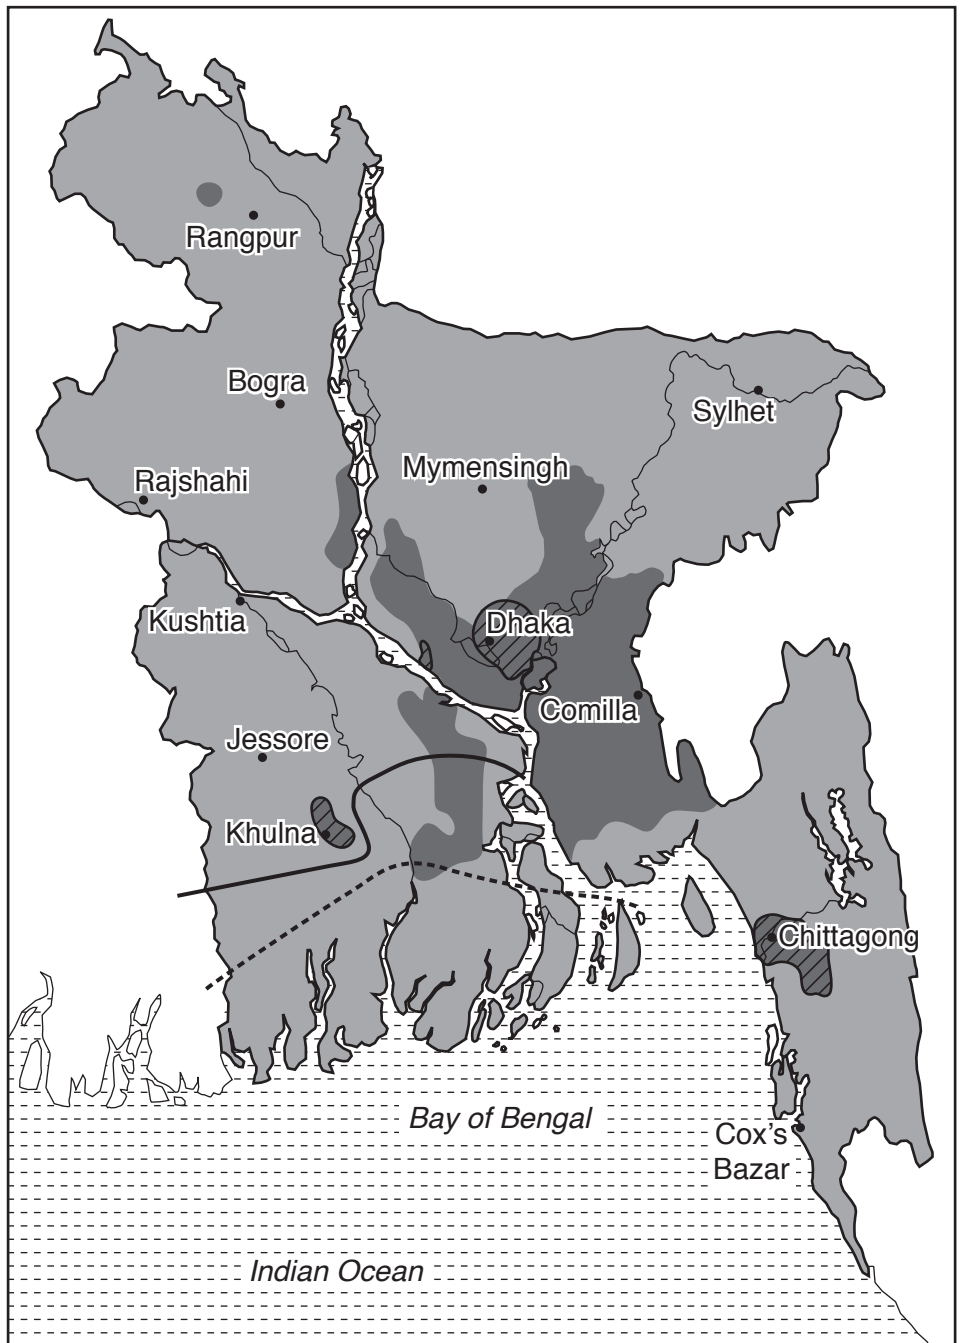 Rangpur
Bogra
Sylhet
Mymensingh
Rajshahi
Kushtia
Dhaka
Comilla
Jessore
Khulna
Chittagong
Bay of Bengal
Cox's
Bazar
Indian Ocean